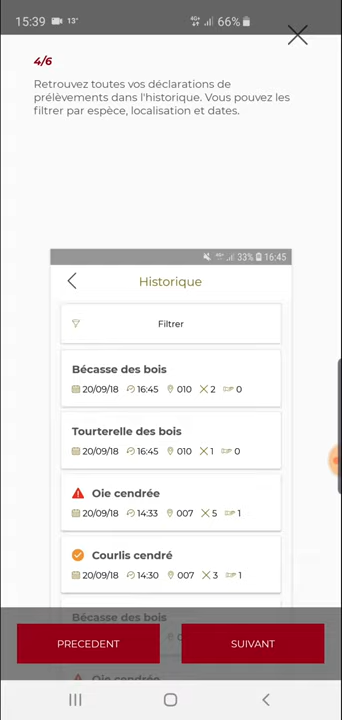 15:39 13° 4G+ 66%
4/6
Retrouvez toutes vos déclarations de
prélèvements dans l'historique. Vous pouvez les
filtrer par espèce, localisation et dates.
33% 16:45
Historique
Filtrer
Bécasse des bois
20/09/18 16:45 010 2 0
Tourterelle des bois
20/09/18 16:45 010 1 0
Oie cendrée
20/09/18 14:33 007 5 1
Courlis cendré
20/09/18 14:30 007 3 1
Bécasse des bois
PRECEDENT SUIVANT
Oie cendrée